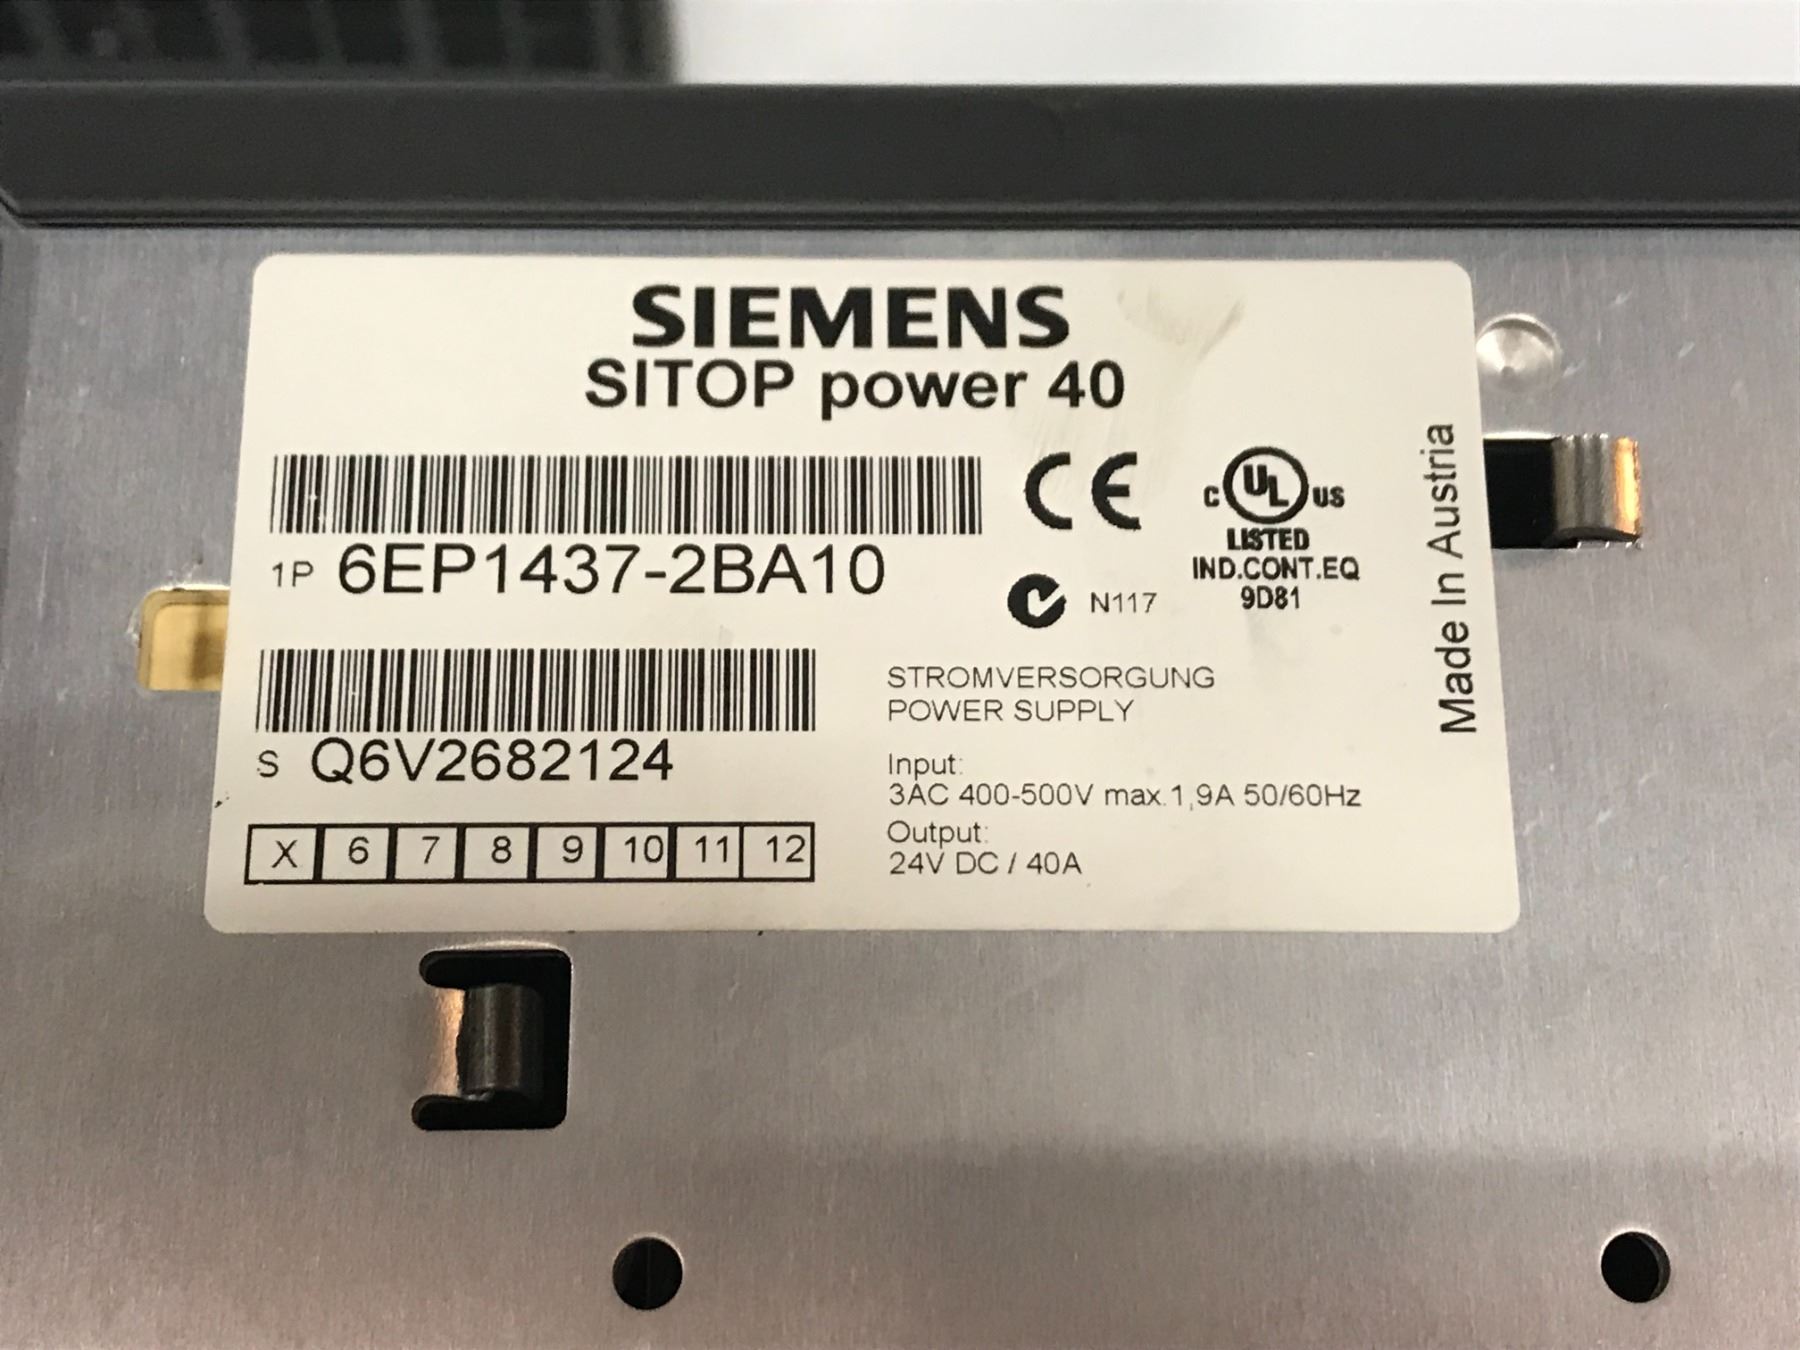 SIEMENS
SITOP power 40
1P 6EP1437-2BA10
CE
C UL US
LISTED
IND.CONT.EQ
9D81
N117
S Q6V2682124
X 6 7 8 9 10 11 12
STROMVERSORGUNG
POWER SUPPLY
Input:
3AC 400-500V max.1,9A 50/60Hz
Output:
24V DC / 40A
Made In Austria